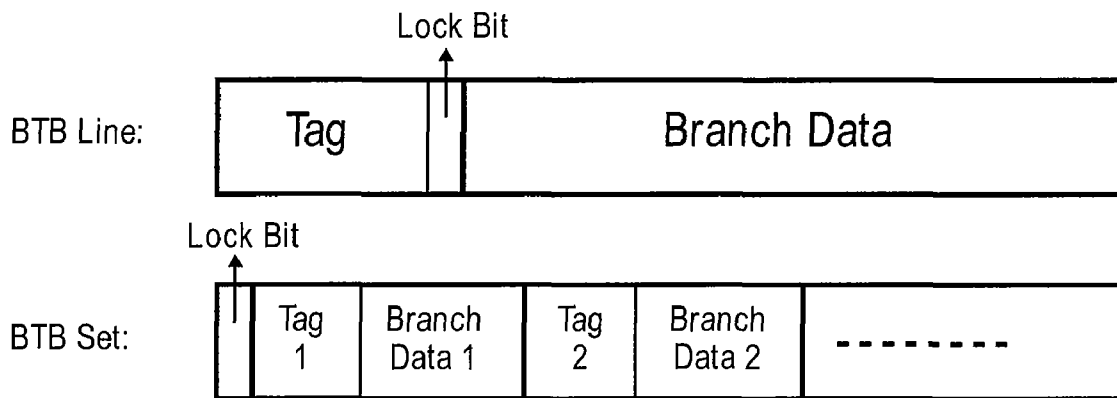 Lock Bit
BTB Line:
Tag
Branch Data
Lock Bit
BTB Set:
Tag
1
Branch
Data 1
Tag
2
Branch
Data 2